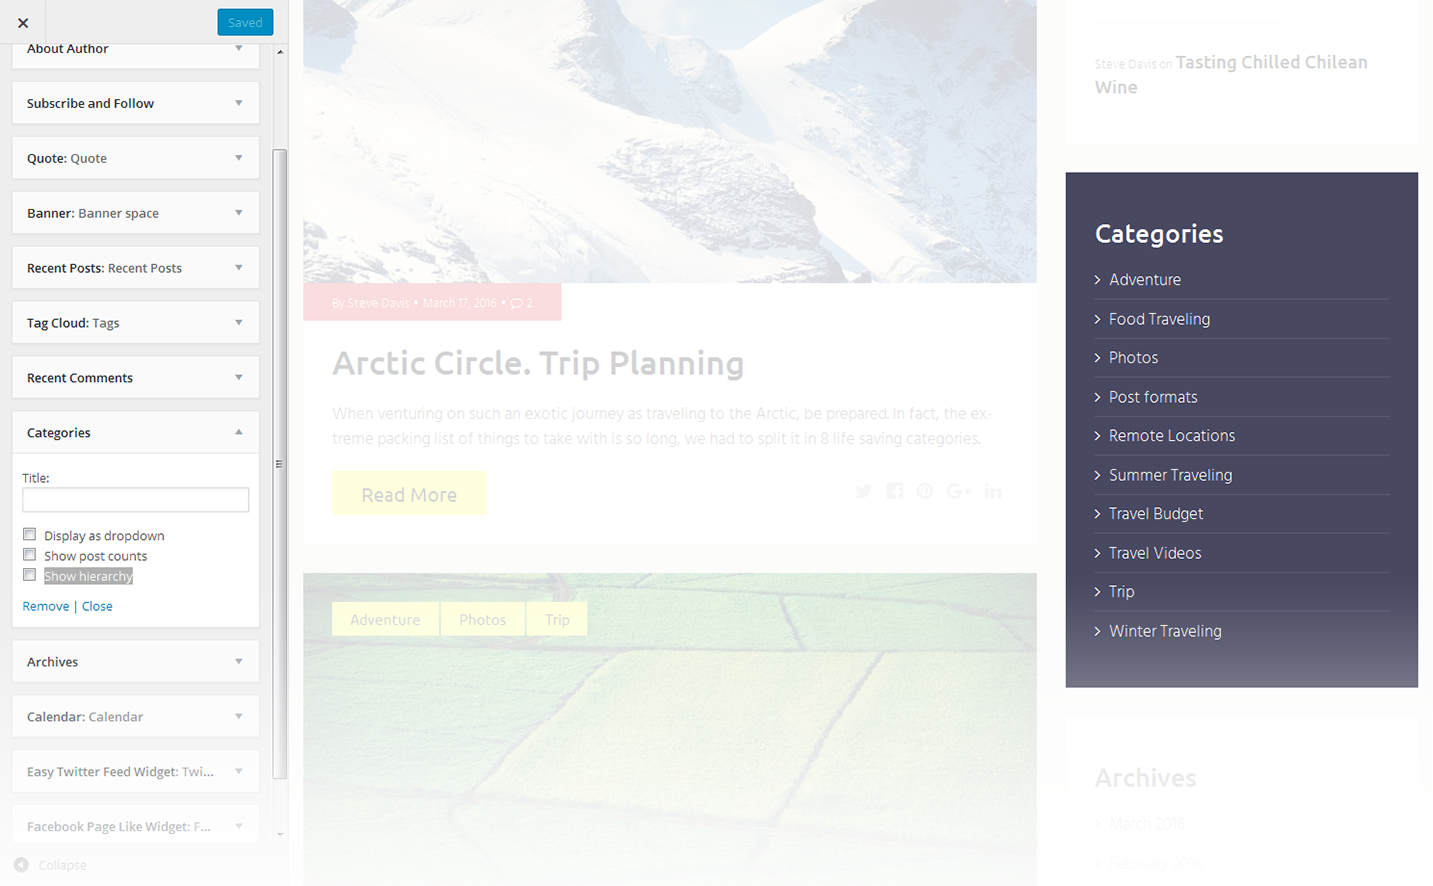 Saved
About Author
Subscribe and Follow
Quote: Quote
Banner: Banner space
Recent Posts: Recent Posts
Tag Cloud: Tags
Recent Comments
Categories
Title:
Display as dropdown
Show post counts
Show hierarchy
Remove | Close
Archives
Calendar: Calendar
Easy Twitter Feed Widget: Twi...
Facebook Page Like Widget: F...
Collapse
By Steve Davis • March 17, 2016 • 2
Arctic Circle. Trip Planning
When venturing on such an exotic journey as traveling to the Arctic, be prepared. In fact, the ex-
treme packing list of things to take with is so long, we had to split it in 8 life saving categories.
Read More
Adventure Photos Trip
Steve Davis on Tasting Chilled Chilean
Wine
Categories
Adventure
Food Traveling
Photos
Post formats
Remote Locations
Summer Traveling
Travel Budget
Travel Videos
Trip
Winter Traveling
Archives
March 2016
February 2016